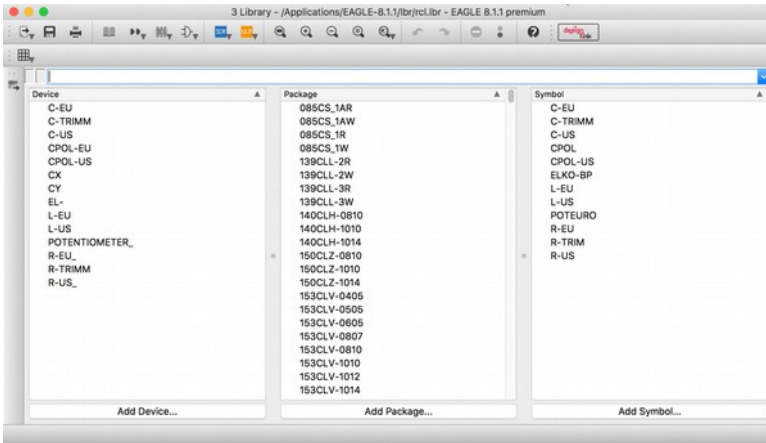 3 Library - /Applications/EAGLE-8.1.1/lbr/rcl.lbr - EAGLE 8.1.1 premium
SCR
ULP
design
link
Device
C-EU
C-TRIMM
C-US
CPOL-EU
CPOL-US
CX
CY
EL-
L-EU
L-US
POTENTIOMETER_
R-EU_
R-TRIMM
R-US_
Add Device...
Package
085CS_1AR
085CS_1AW
085CS_1R
085CS_1W
139CLL-2R
139CLL-2W
139CLL-3R
139CLL-3W
140CLH-0810
140CLH-1010
140CLH-1014
150CLZ-0810
150CLZ-1010
150CLZ-1014
153CLV-0405
153CLV-0505
153CLV-0605
153CLV-0807
153CLV-0810
153CLV-1010
153CLV-1012
153CLV-1014
Add Package...
Symbol
C-EU
C-TRIMM
C-US
CPOL
CPOL-US
ELKO-BP
L-EU
L-US
POTEURO
R-EU
R-TRIM
R-US
Add Symbol...